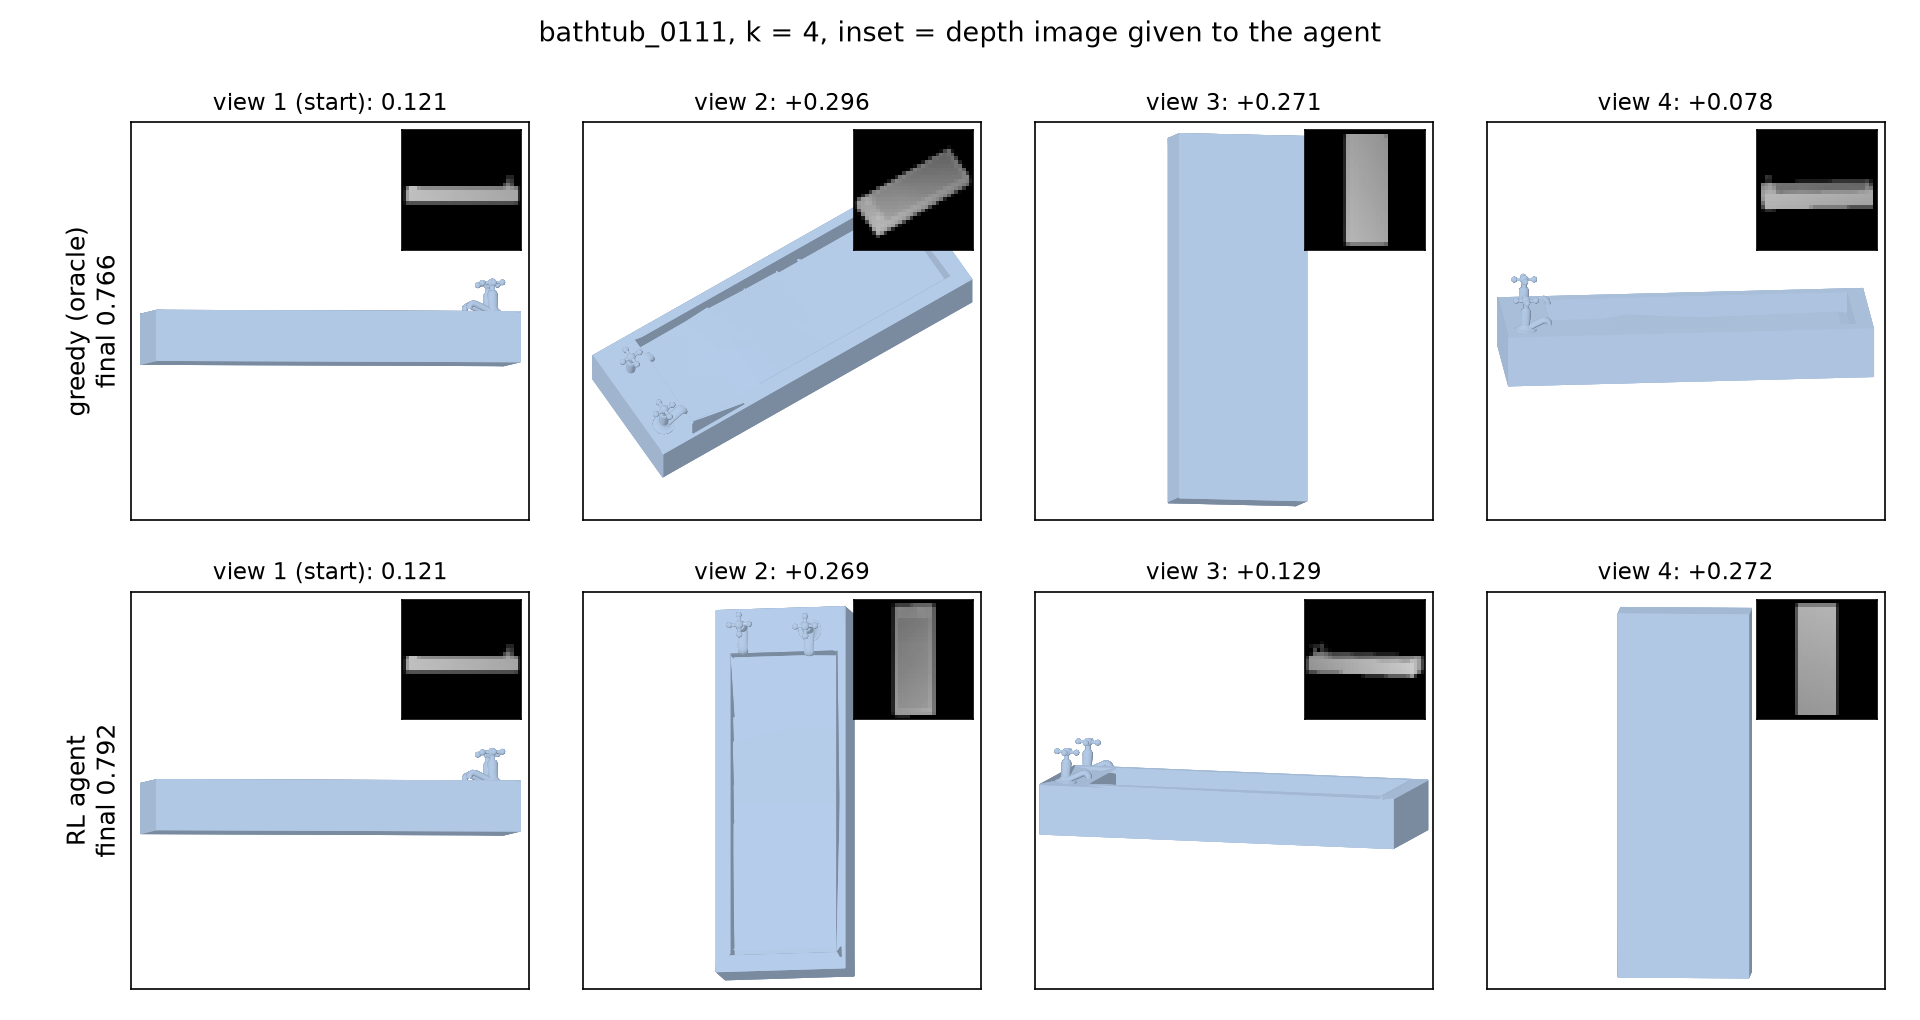 bathtub_0111, k = 4, inset = depth image given to the agent
greedy (oracle)
final 0.766
view 1 (start): 0.121
view 2: +0.296
view 3: +0.271
view 4: +0.078
RL agent
final 0.792
view 1 (start): 0.121
view 2: +0.269
view 3: +0.129
view 4: +0.272